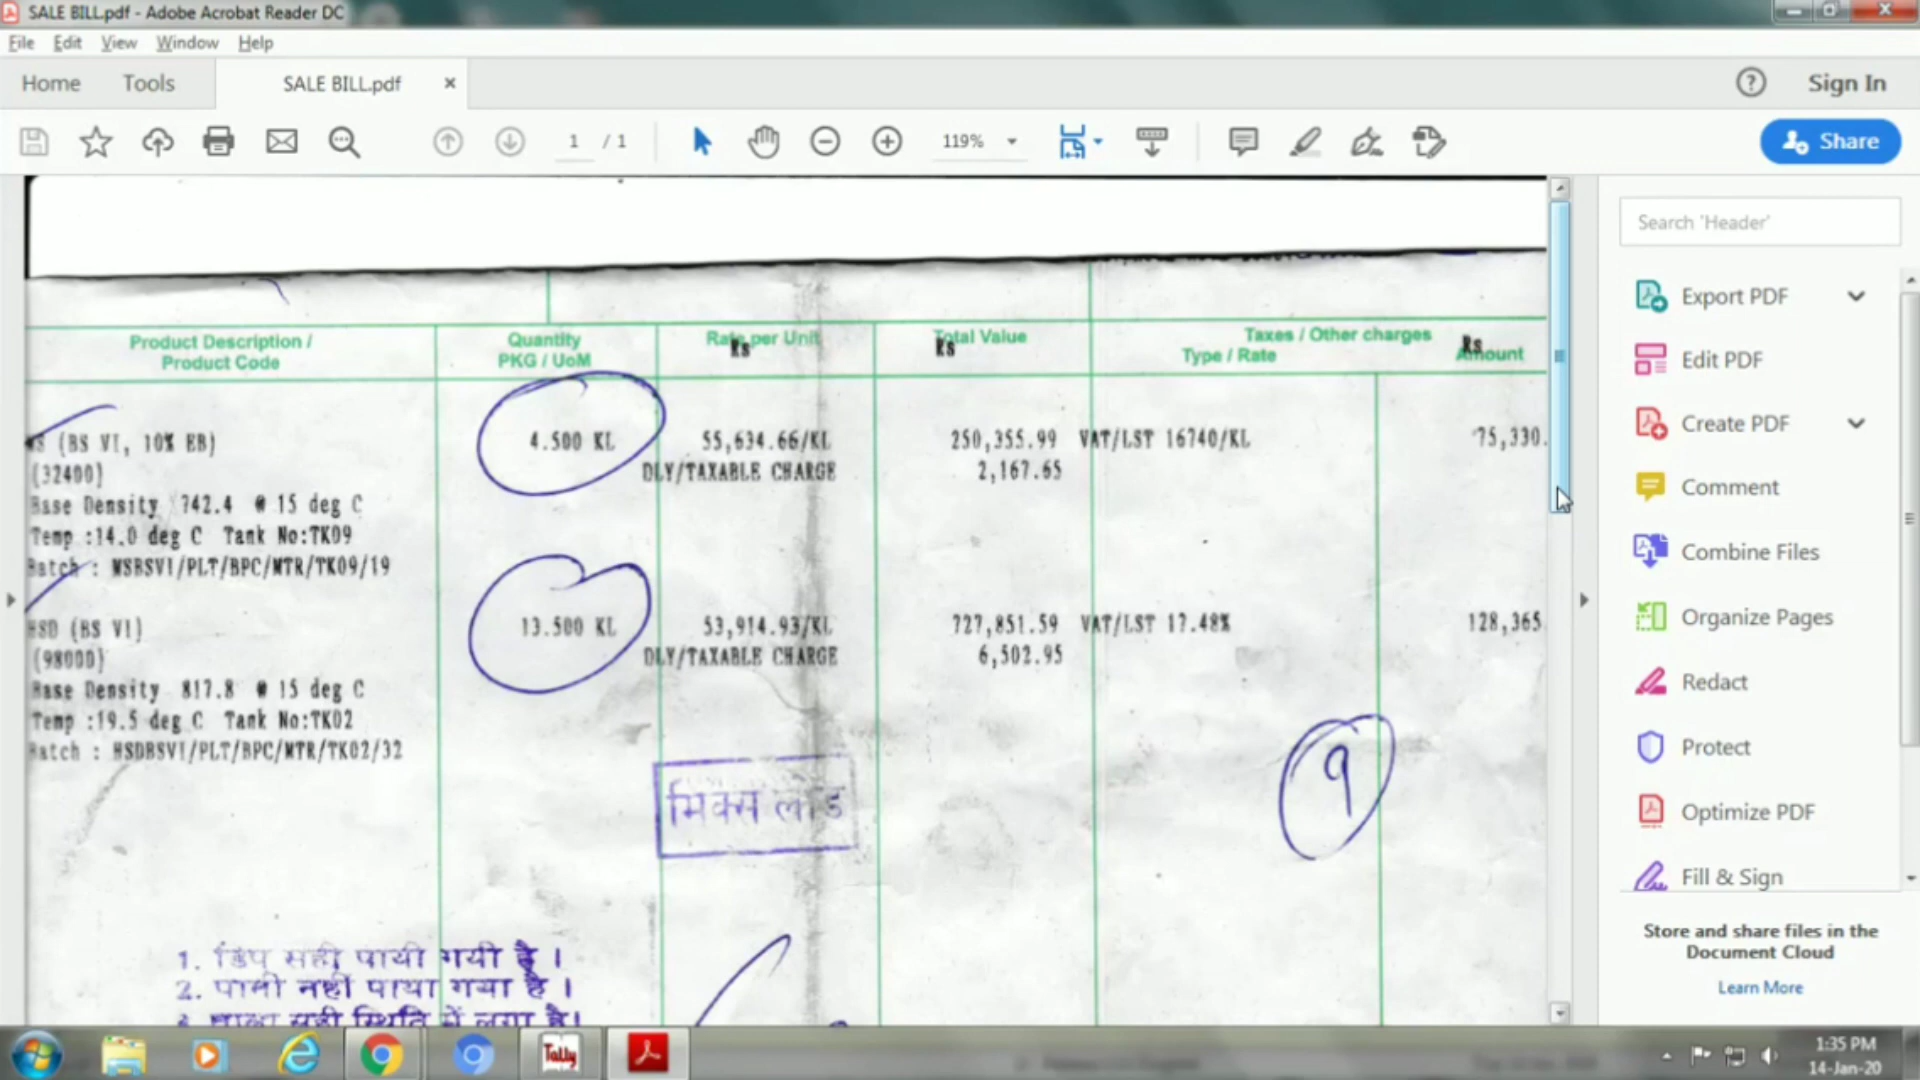 SALE BILL.pdf - Adobe Acrobat Reader DC
File Edit View Window Help
Home Tools SALE BILL.pdf Sign In
1 / 1 119% Share
Search 'Header'
Export PDF
Edit PDF
Create PDF
Comment
Combine Files
Organize Pages
Redact
Protect
Optimize PDF
Fill & Sign
Store and share files in the
Document Cloud
Learn More
Product Description / Quantity Rate per Unit Total Value Taxes / Other charges
Product Code PKG / UoM Rs Rs Type / Rate Rs Amount
MS (BS VI, 10% EB) 4.500 KL 55,634.66/KL 250,355.99 VAT/LST 16740/KL 75,330.
(32400) DLY/TAXABLE CHARGE 2,167.65
Base Density 742.4 @ 15 deg C
Temp :14.0 deg C Tank No:TK09
Batch : MSBSVI/PLT/BPC/MTR/TK09/19
HSD (BS VI) 13.500 KL 53,914.93/KL 727,851.59 VAT/LST 17.48% 128,365
(98000) DLY/TAXABLE CHARGE 6,502.95
Base Density 817.8 @ 15 deg C
Temp :19.5 deg C Tank No:TK02
Batch : HSDBSVI/PLT/BPC/MTR/TK02/32
मिक्स लोड
9
1. डिप सही पायी गयी है ।
2. पानी नहीं पाया गया है ।
सही स्थिति में लगा है।
Tally
1:35 PM
14-Jan-20